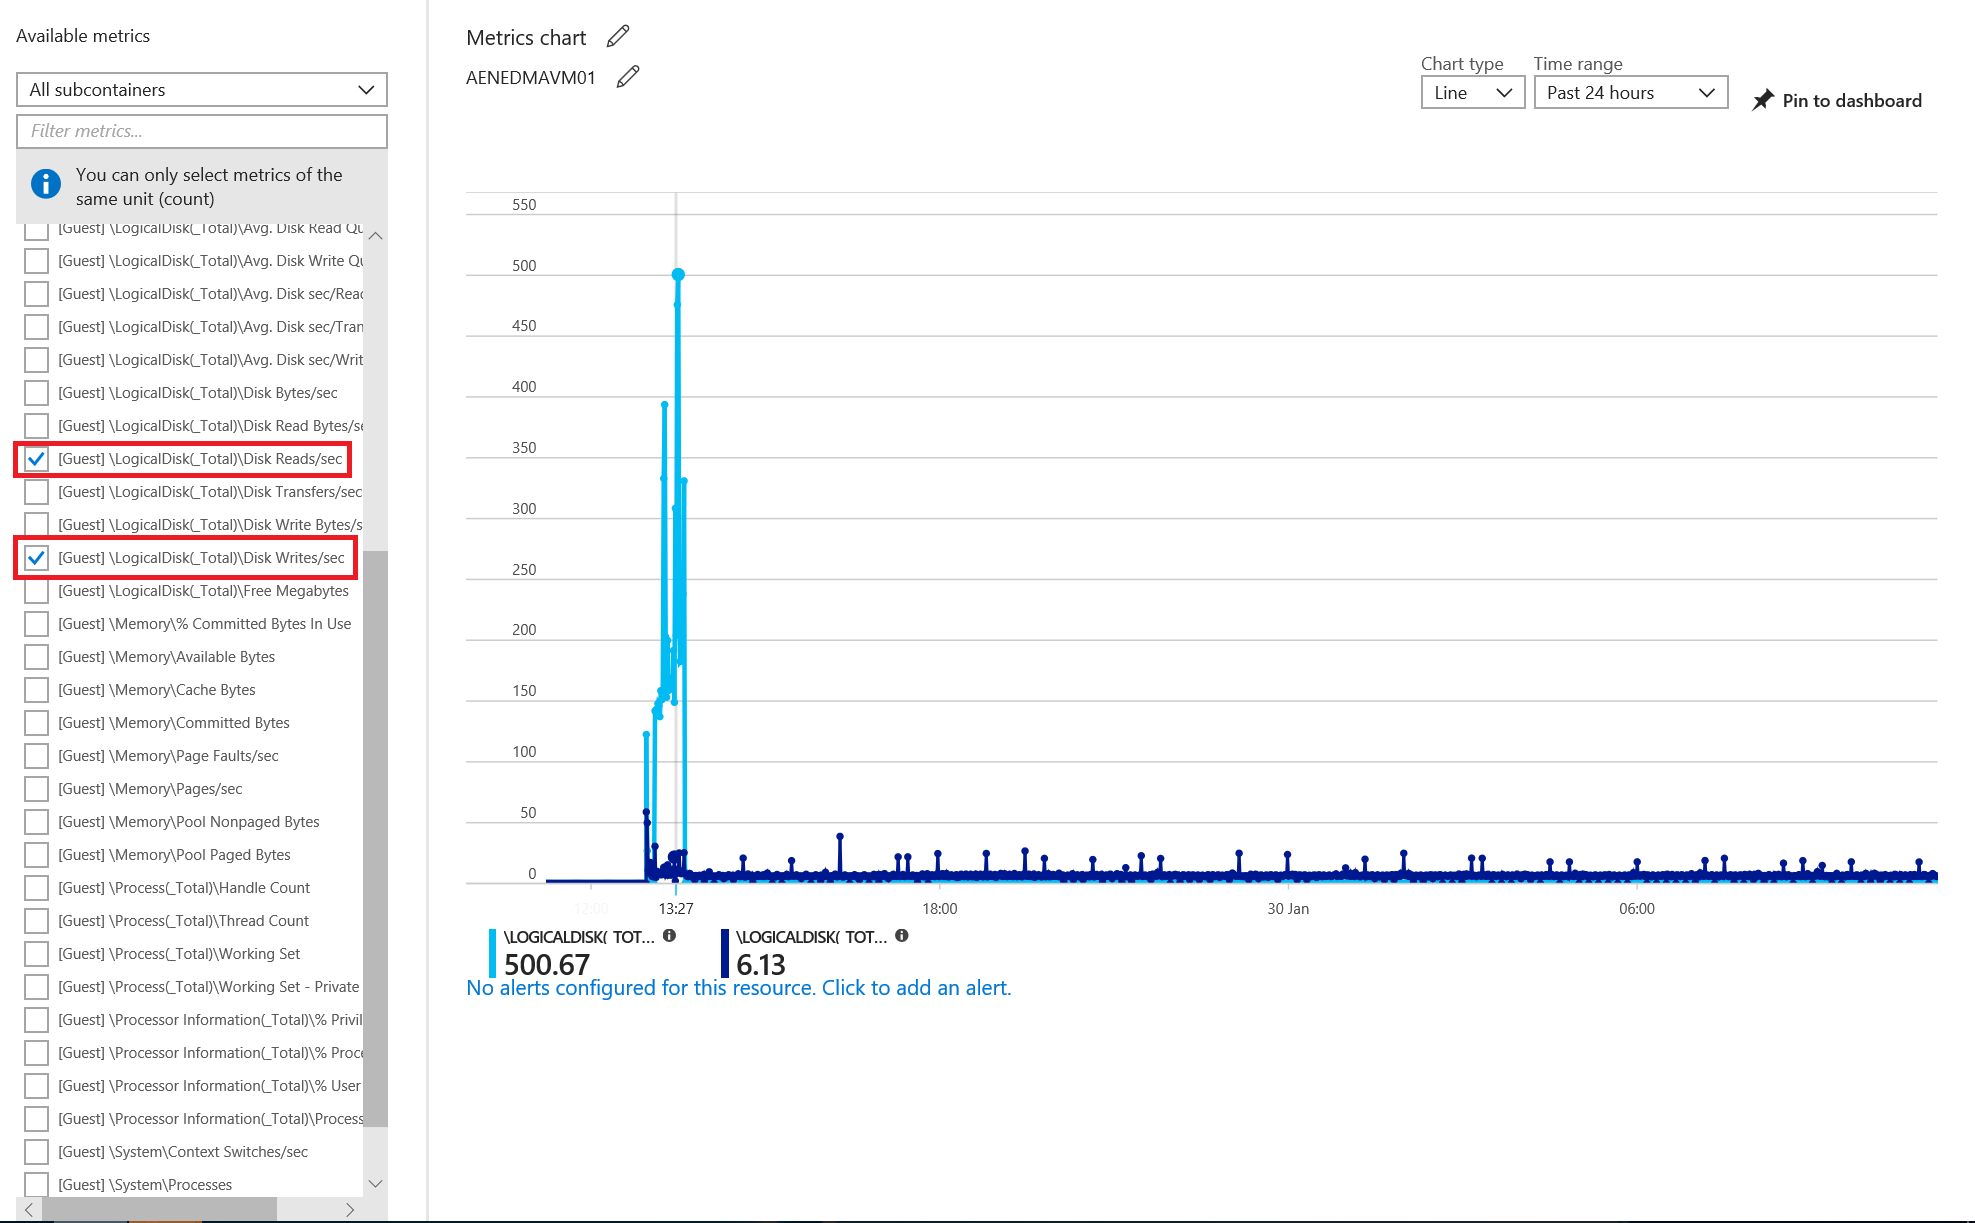 Available metrics
All subcontainers
Filter metrics...
You can only select metrics of the
same unit (count)
[Guest] \LogicalDisk(_Total)\Avg. Disk Read Qu
[Guest] \LogicalDisk(_Total)\Avg. Disk Write Qu
[Guest] \LogicalDisk(_Total)\Avg. Disk sec/Read
[Guest] \LogicalDisk(_Total)\Avg. Disk sec/Tran
[Guest] \LogicalDisk(_Total)\Avg. Disk sec/Writ
[Guest] \LogicalDisk(_Total)\Disk Bytes/sec
[Guest] \LogicalDisk(_Total)\Disk Read Bytes/se
[Guest] \LogicalDisk(_Total)\Disk Reads/sec
[Guest] \LogicalDisk(_Total)\Disk Transfers/sec
[Guest] \LogicalDisk(_Total)\Disk Write Bytes/s
[Guest] \LogicalDisk(_Total)\Disk Writes/sec
[Guest] \LogicalDisk(_Total)\Free Megabytes
[Guest] \Memory\% Committed Bytes In Use
[Guest] \Memory\Available Bytes
[Guest] \Memory\Cache Bytes
[Guest] \Memory\Committed Bytes
[Guest] \Memory\Page Faults/sec
[Guest] \Memory\Pages/sec
[Guest] \Memory\Pool Nonpaged Bytes
[Guest] \Memory\Pool Paged Bytes
[Guest] \Process(_Total)\Handle Count
[Guest] \Process(_Total)\Thread Count
[Guest] \Process(_Total)\Working Set
[Guest] \Process(_Total)\Working Set - Private
[Guest] \Processor Information(_Total)\% Privil
[Guest] \Processor Information(_Total)\% Proce
[Guest] \Processor Information(_Total)\% User
[Guest] \Processor Information(_Total)\Process
[Guest] \System\Context Switches/sec
[Guest] \System\Processes
Metrics chart
AENEDMAVM01
Chart type
Time range
Line
Past 24 hours
Pin to dashboard
550
500
450
400
350
300
250
200
150
100
50
0
12:00
13:27
18:00
30 Jan
06:00
\LOGICALDISK( TOT...
500.67
\LOGICALDISK( TOT...
6.13
No alerts configured for this resource. Click to add an alert.